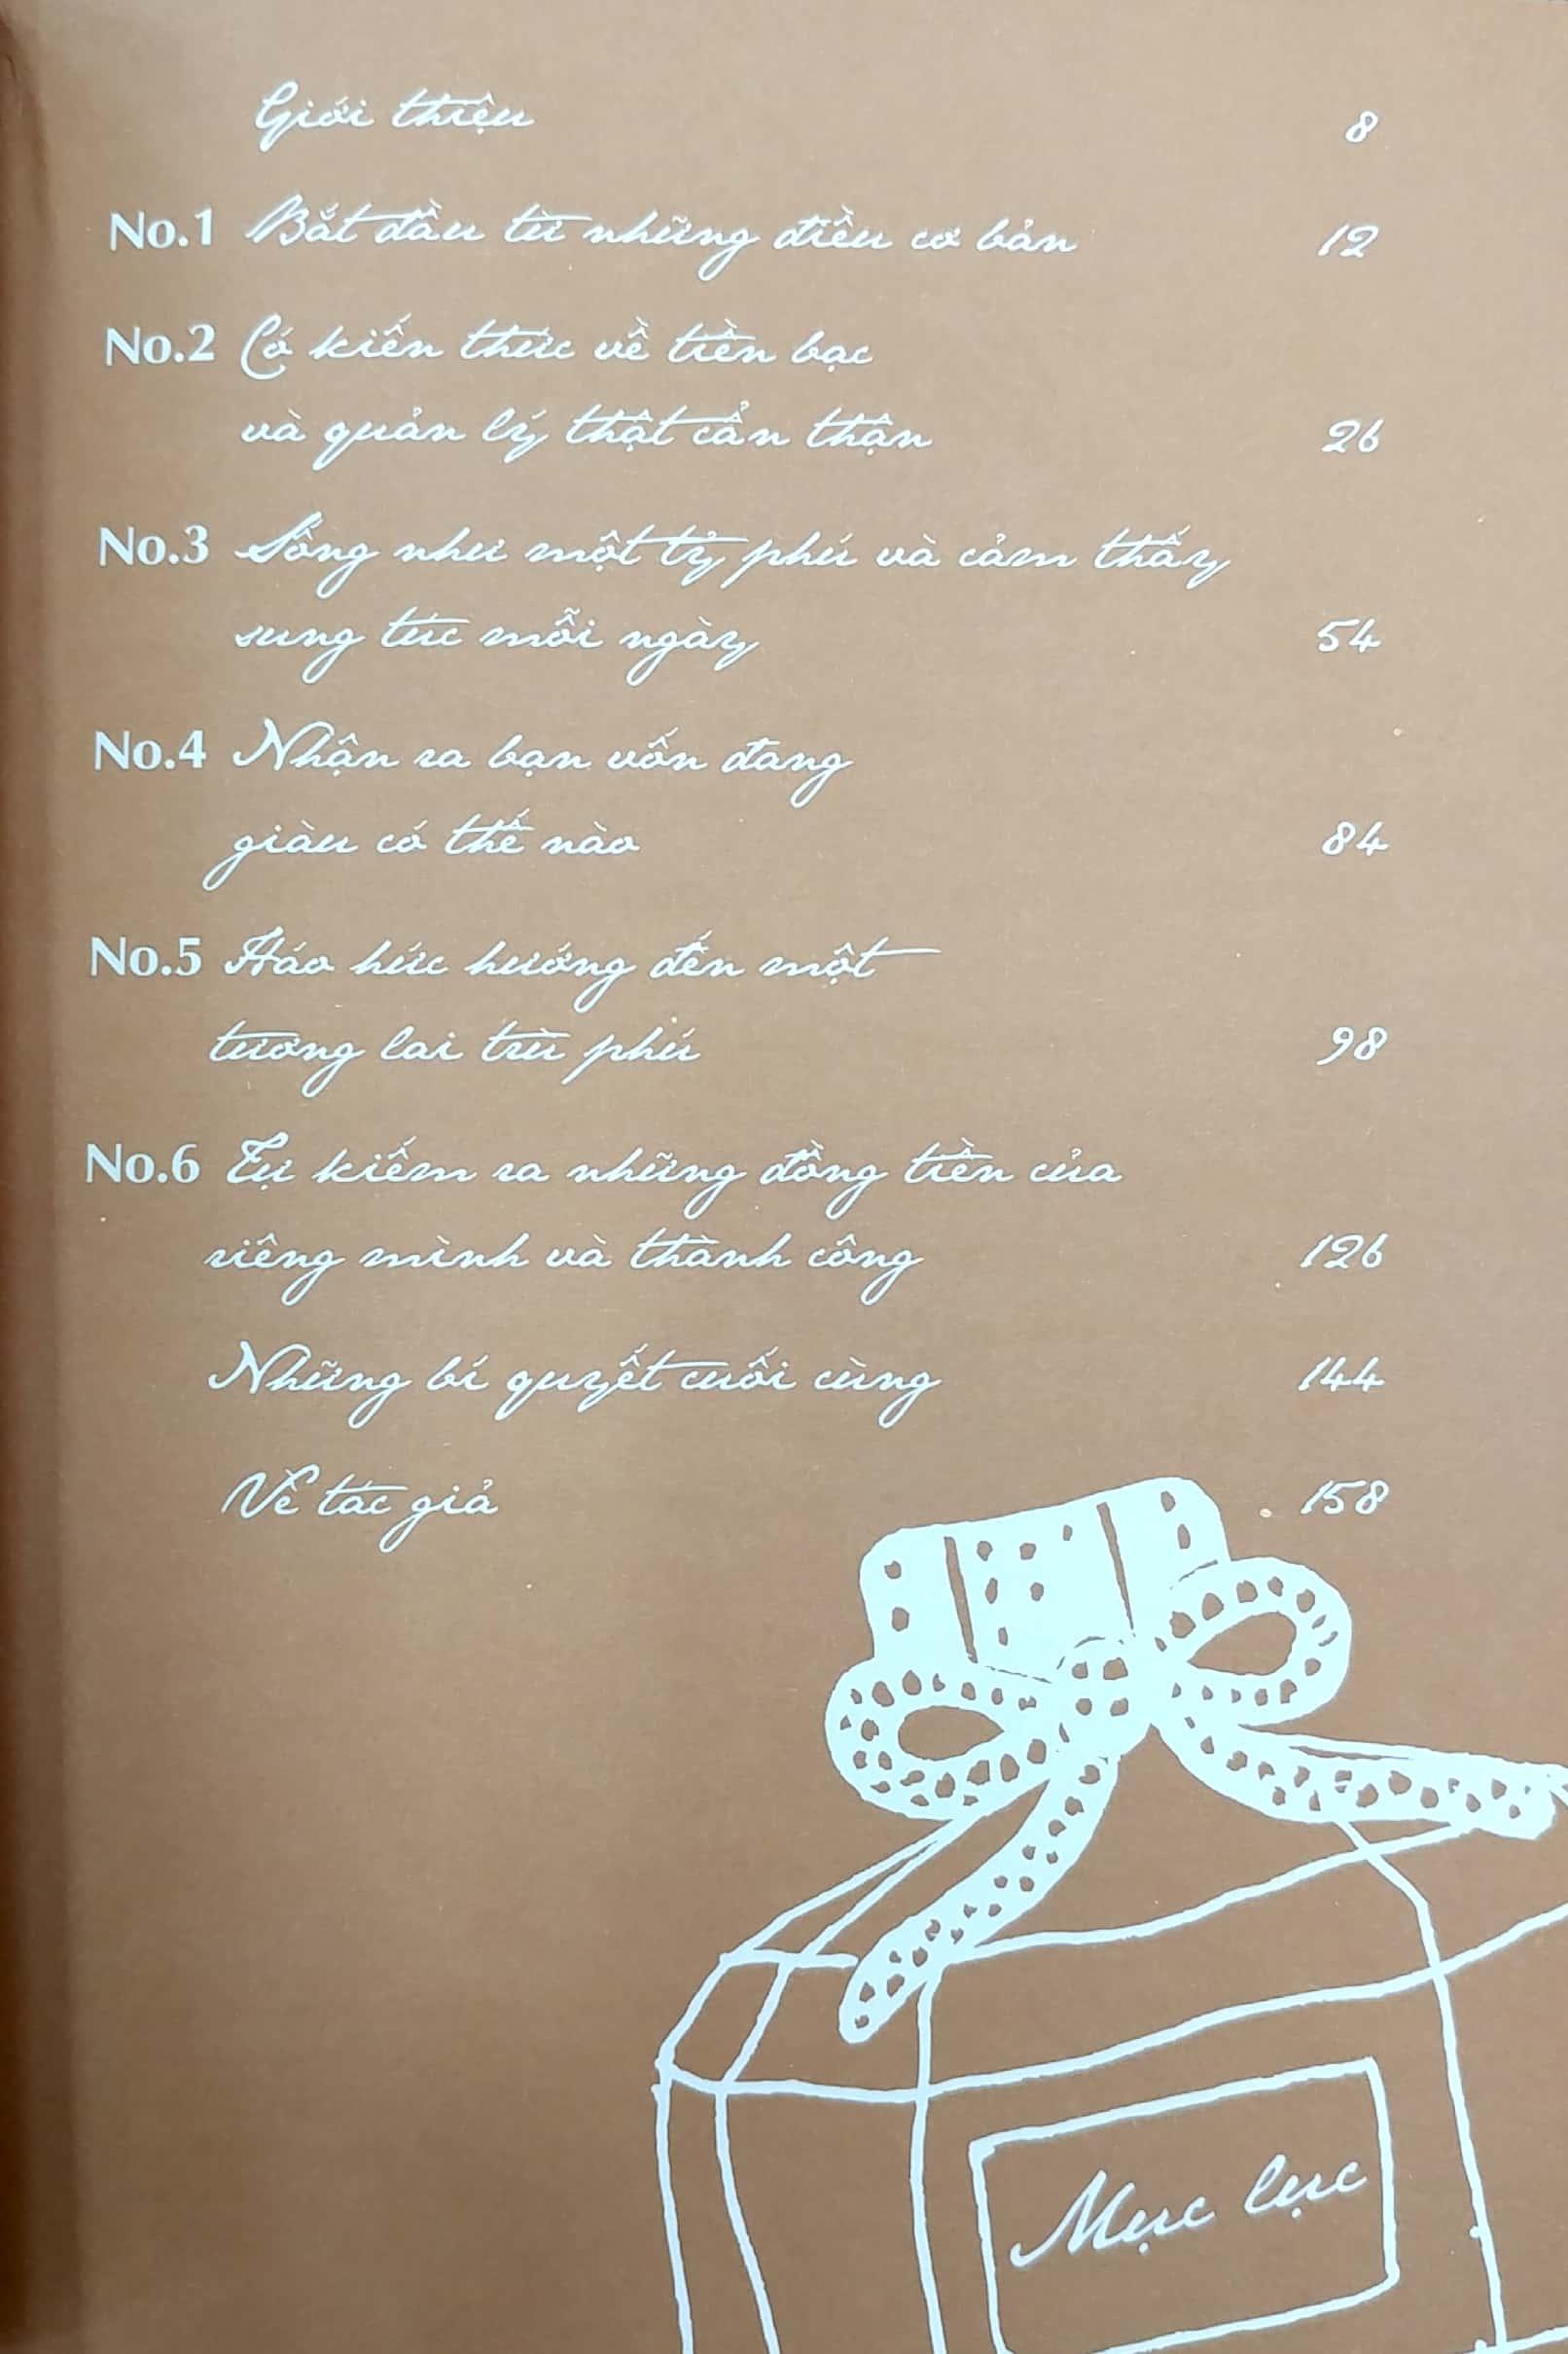 Giới thiệu 8
No.1 Bắt đầu từ những điều cơ bản 12
No.2 Có kiến thức về tiền bạc
và quản lý thật cẩn thận 26
No.3 Sống như một tỷ phú và cảm thấy
sung túc mỗi ngày 54
No.4 Nhận ra bạn vốn đang
giàu có thế nào 84
No.5 Háo hức hướng đến một
tương lai trù phú 98
No.6 Tự kiếm ra những đồng tiền của
riêng mình và thành công 126
Những bí quyết cuối cùng 144
Về tác giả 158
Mục lục